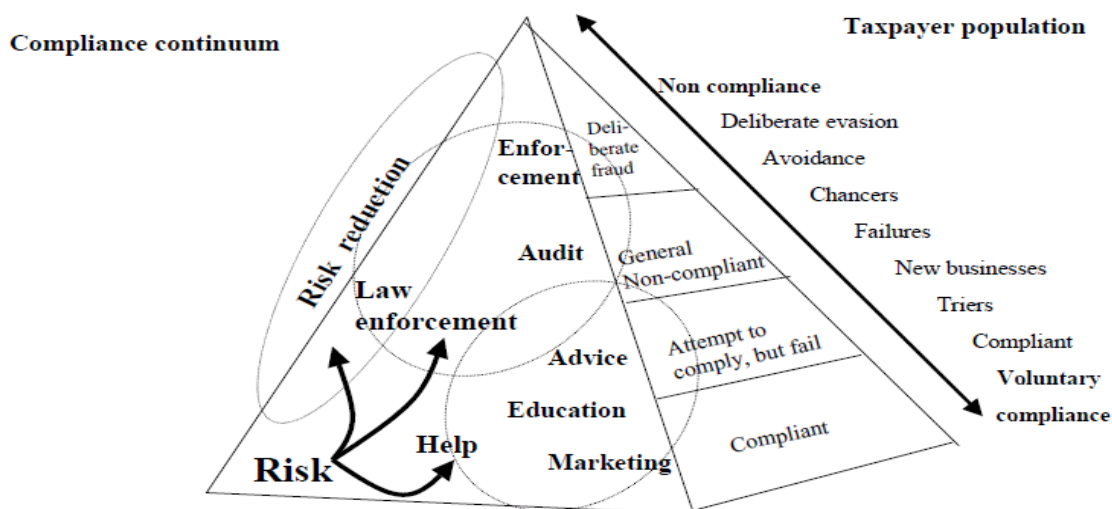 Compliance continuum
Taxpayer population
Non compliance
Deliberate evasion
Avoidance
Chancers
Failures
New businesses
Triers
Compliant
Voluntary
compliance
Deli-
berate
fraud
General
Non-compliant
Attempt to
comply, but fail
Compliant
Enfor-
cement
Audit
Risk reduction
Law
enforcement
Advice
Education
Help
Marketing
Risk